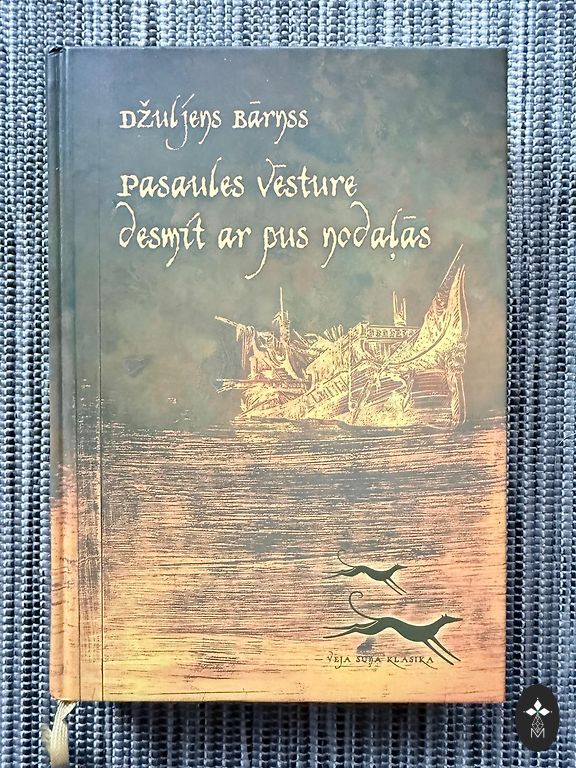 Džuljens Bārnss
Pasaules vēsture
desmit ar pus nodaļās
VĒJA SUŅA KLASIKA
M